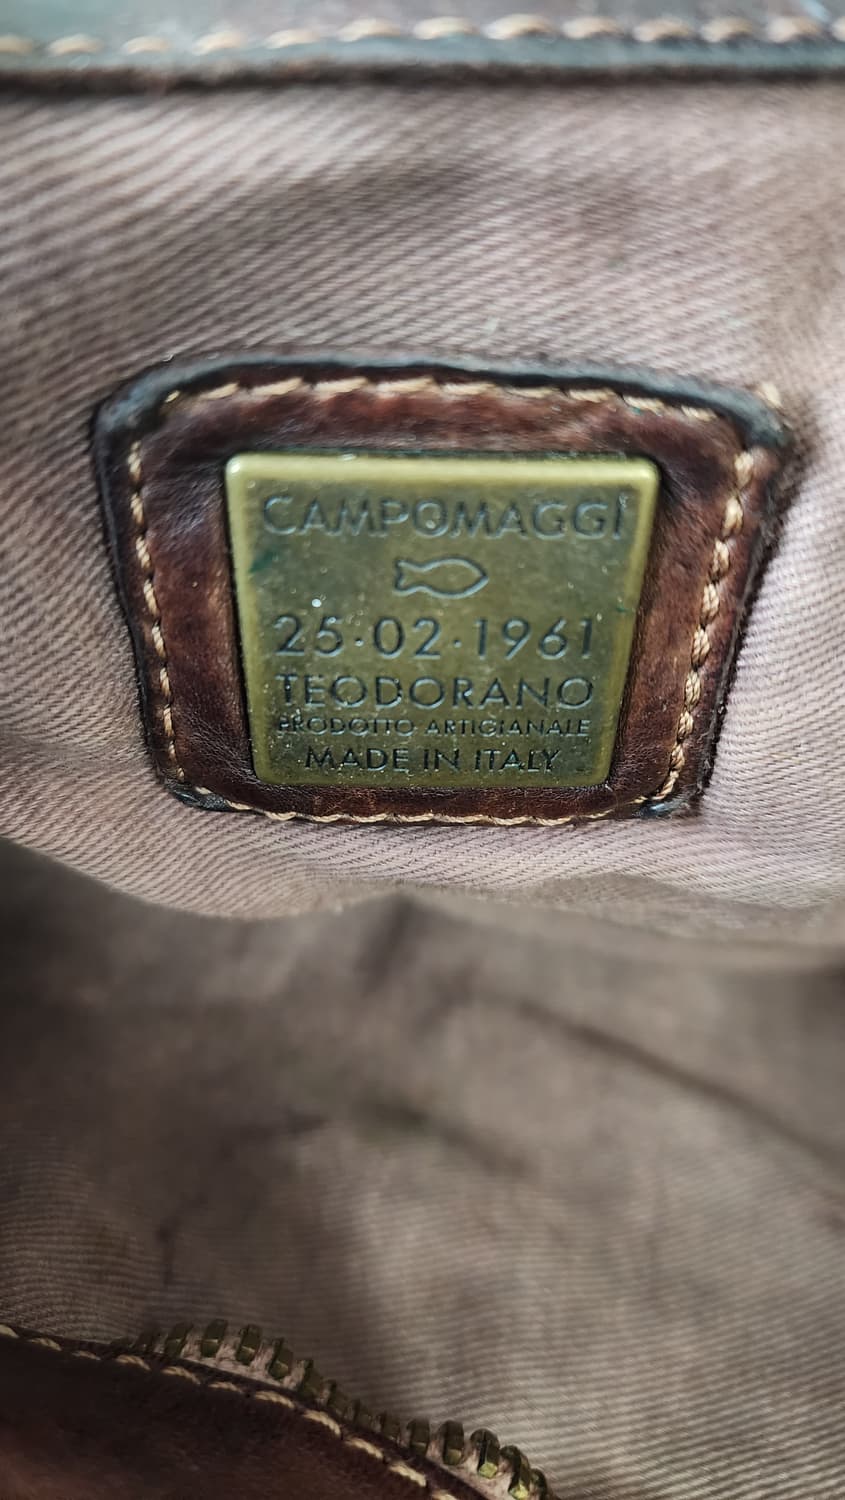 CAMPOMAGGI
25·02·1961
TEODORANO
PRODOTTO ARTIGIANALE
MADE IN ITALY